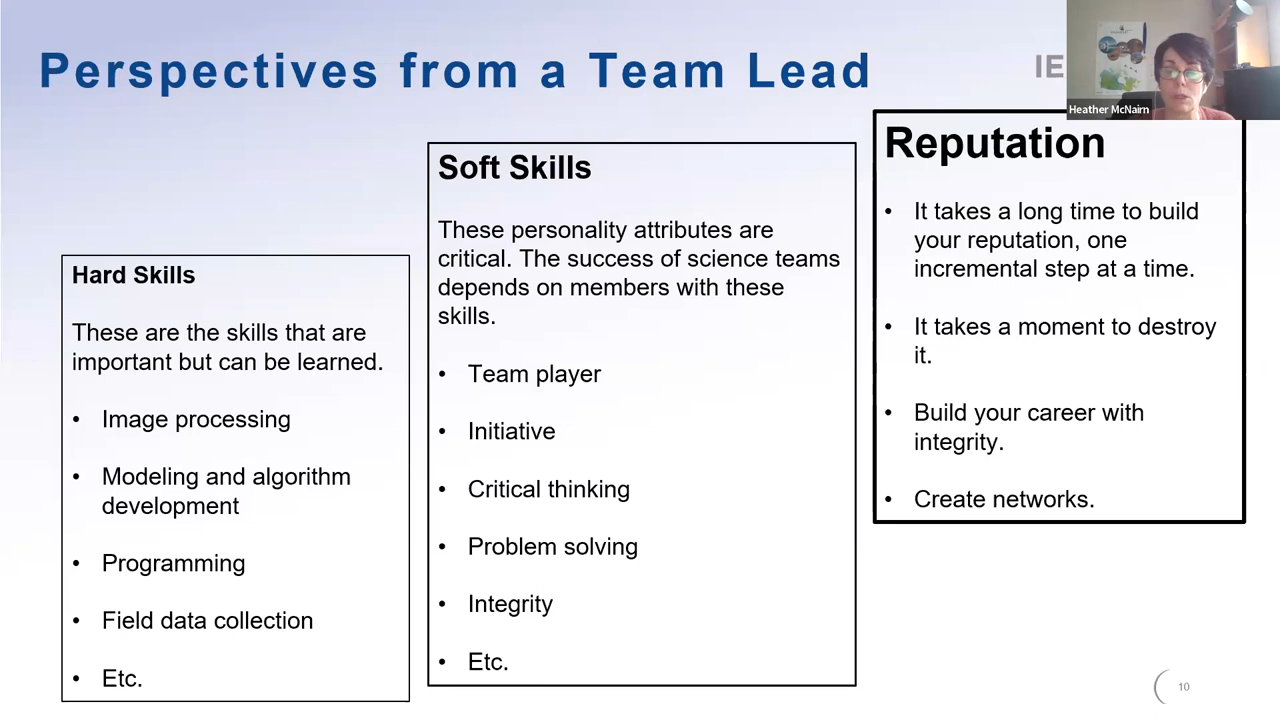 Perspectives from a Team Lead
IE
Heather McNairn
Hard Skills
These are the skills that are
important but can be learned.
• Image processing
• Modeling and algorithm
development
• Programming
• Field data collection
• Etc.
Soft Skills
These personality attributes are
critical. The success of science teams
depends on members with these
skills.
• Team player
• Initiative
• Critical thinking
• Problem solving
• Integrity
• Etc.
Reputation
• It takes a long time to build
your reputation, one
incremental step at a time.
• It takes a moment to destroy
it.
• Build your career with
integrity.
• Create networks.
10